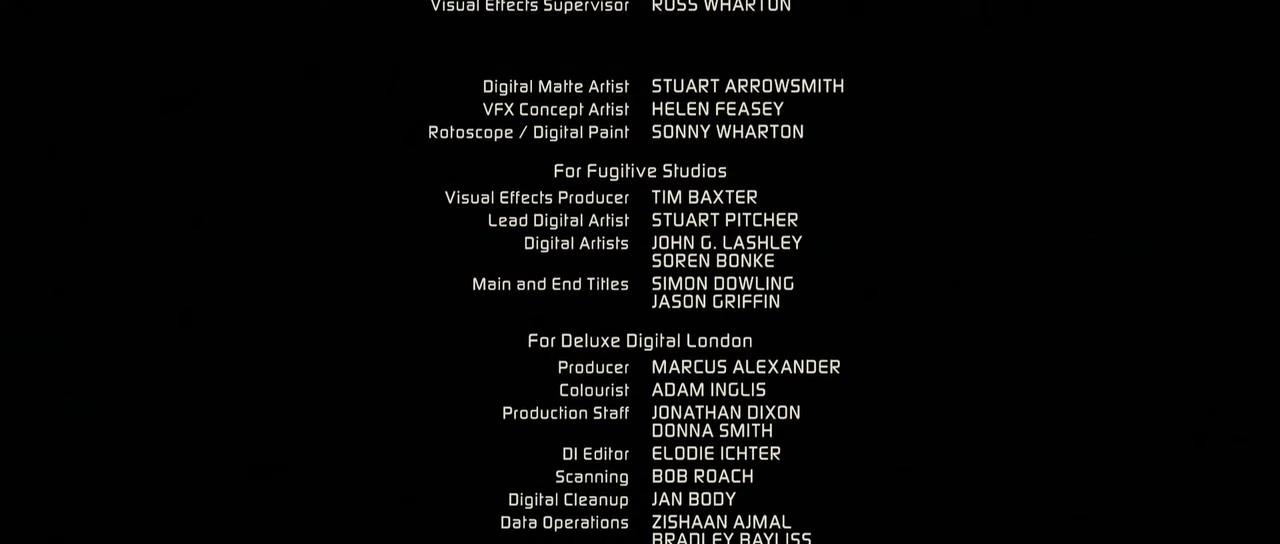 Visual Effects Supervisor ROSS WHARTON
Digital Matte Artist STUART ARROWSMITH
VFX Concept Artist HELEN FEASEY
Rotoscope / Digital Paint SONNY WHARTON
For Fugitive Studios
Visual Effects Producer TIM BAXTER
Lead Digital Artist STUART PITCHER
Digital Artists JOHN G. LASHLEY
SOREN BONKE
Main and End Titles SIMON DOWLING
JASON GRIFFIN
For Deluxe Digital London
Producer MARCUS ALEXANDER
Colourist ADAM INGLIS
Production Staff JONATHAN DIXON
DONNA SMITH
DI Editor ELODIE ICHTER
Scanning BOB ROACH
Digital Cleanup JAN BODY
Data Operations ZISHAAN AJMAL
BRADLEY BAYLISS